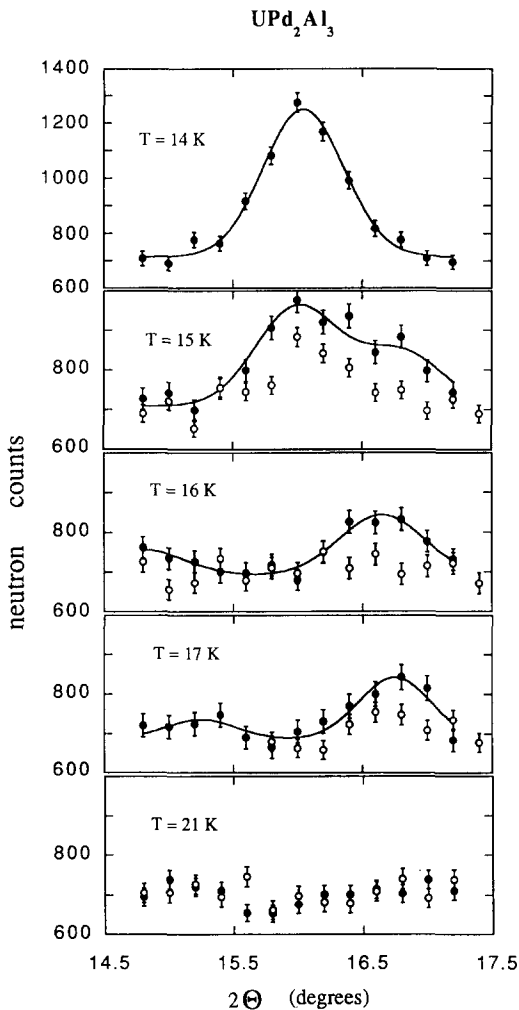 UPd₂Al₃
1400
T = 14 K
1200
1000
800
600
T = 15 K
800
600
T = 16 K
800
600
T = 17 K
800
600
T = 21 K
800
600
14.5 15.5 16.5 17.5
2Θ (degrees)
neutron counts